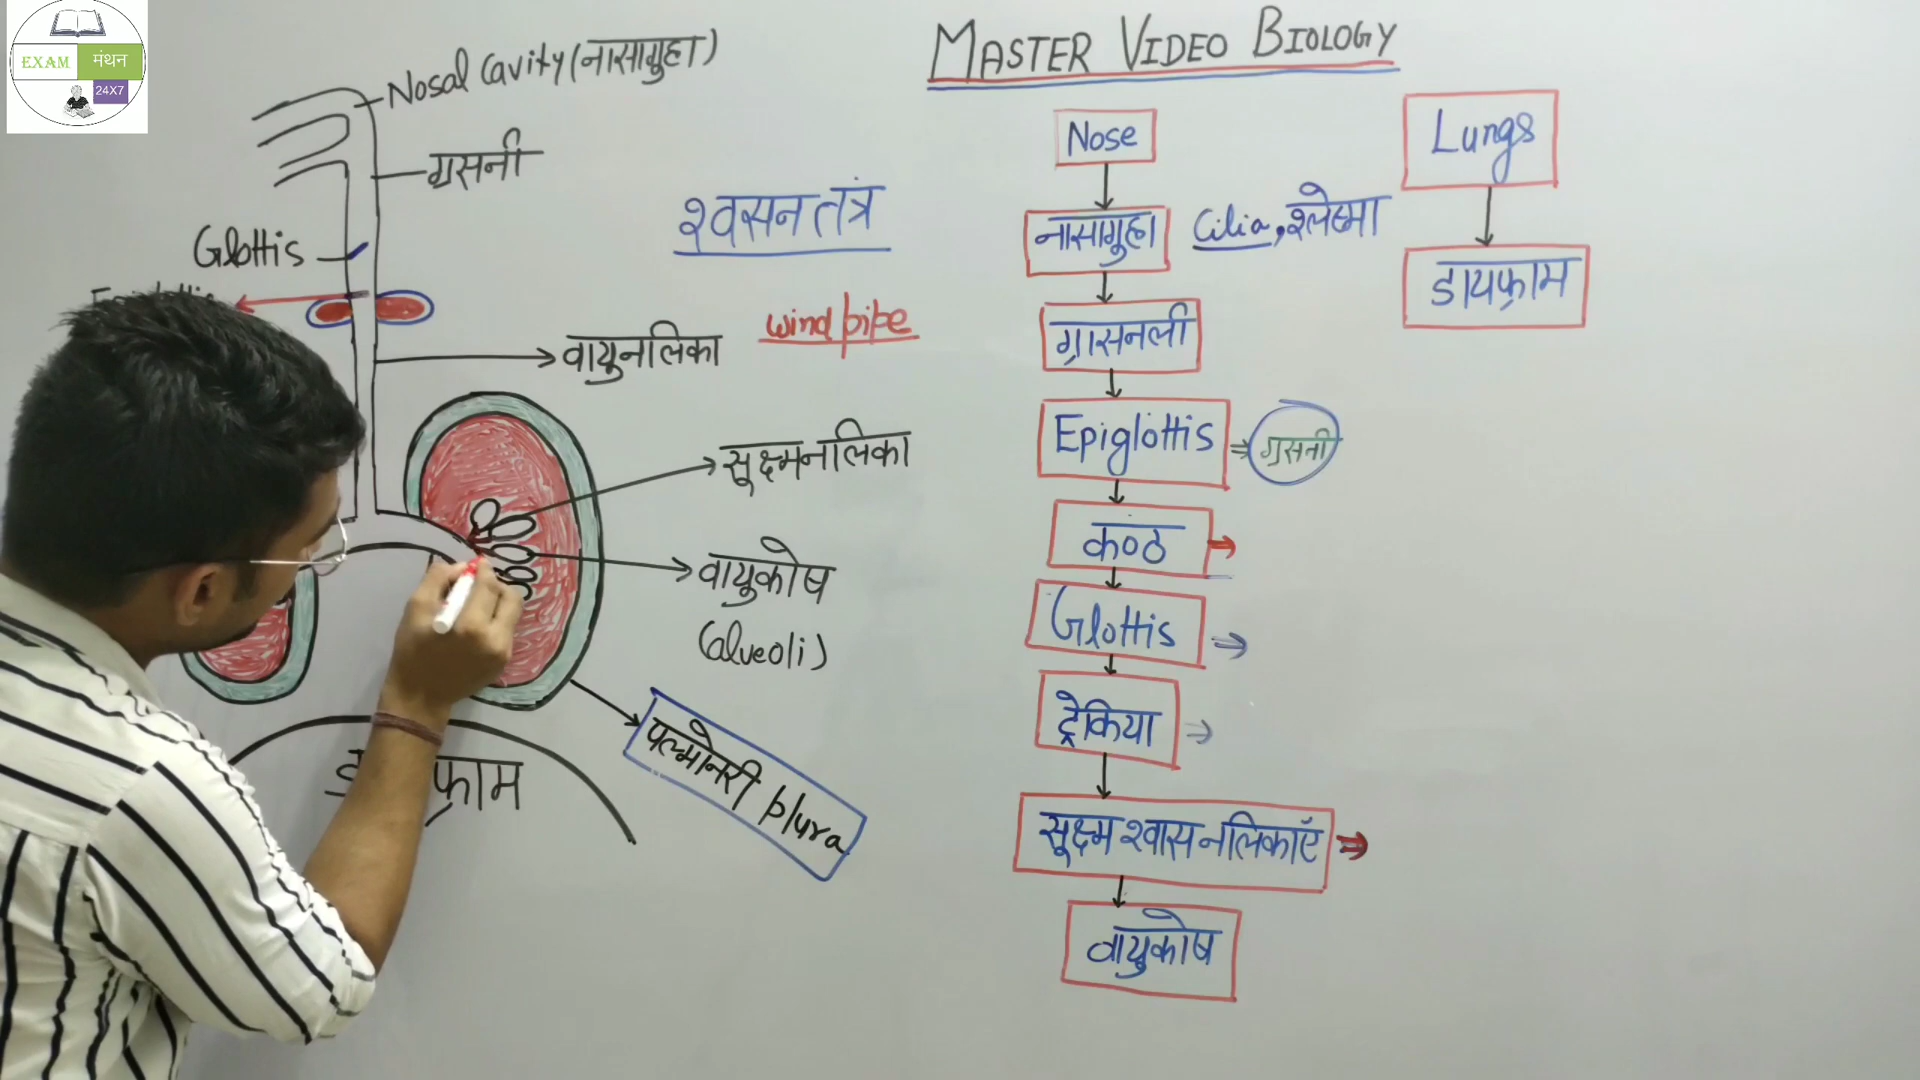 EXAM मंथन
24X7
Nosal Cavity (नासागुहा)
ग्रसनी
Glottis
श्वसन तंत्र
wind pipe
वायुनलिका
सूक्ष्मनलिका
वायुकोष
(alveoli)
पल्मोनरी plura
फ्राम
MASTER VIDEO BIOLOGY
Nose
नासागुहा
Cilia, श्लेष्मा
ग्रासनली
Epiglottis
ग्रसनी
कण्ठ
Glottis
ट्रेकिया
सूक्ष्म श्वास नलिकाएँ
वायुकोष
Lungs
डायफ्राम